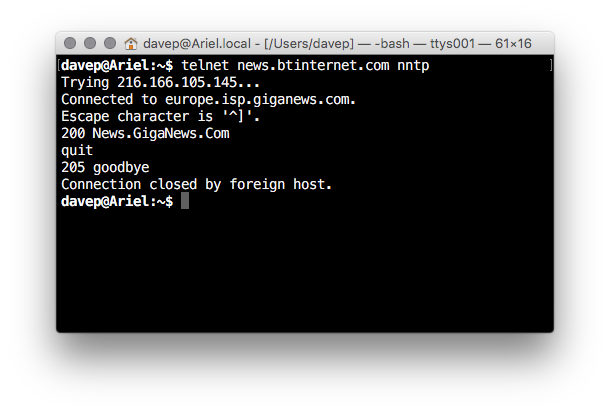 davep@Ariel.local - [/Users/davep] — -bash — ttys001 — 61×16
[davep@Ariel:~$ telnet news.btinternet.com nntp ]
Trying 216.166.105.145...
Connected to europe.isp.giganews.com.
Escape character is '^]'.
200 News.GigaNews.Com
quit
205 goodbye
Connection closed by foreign host.
davep@Ariel:~$